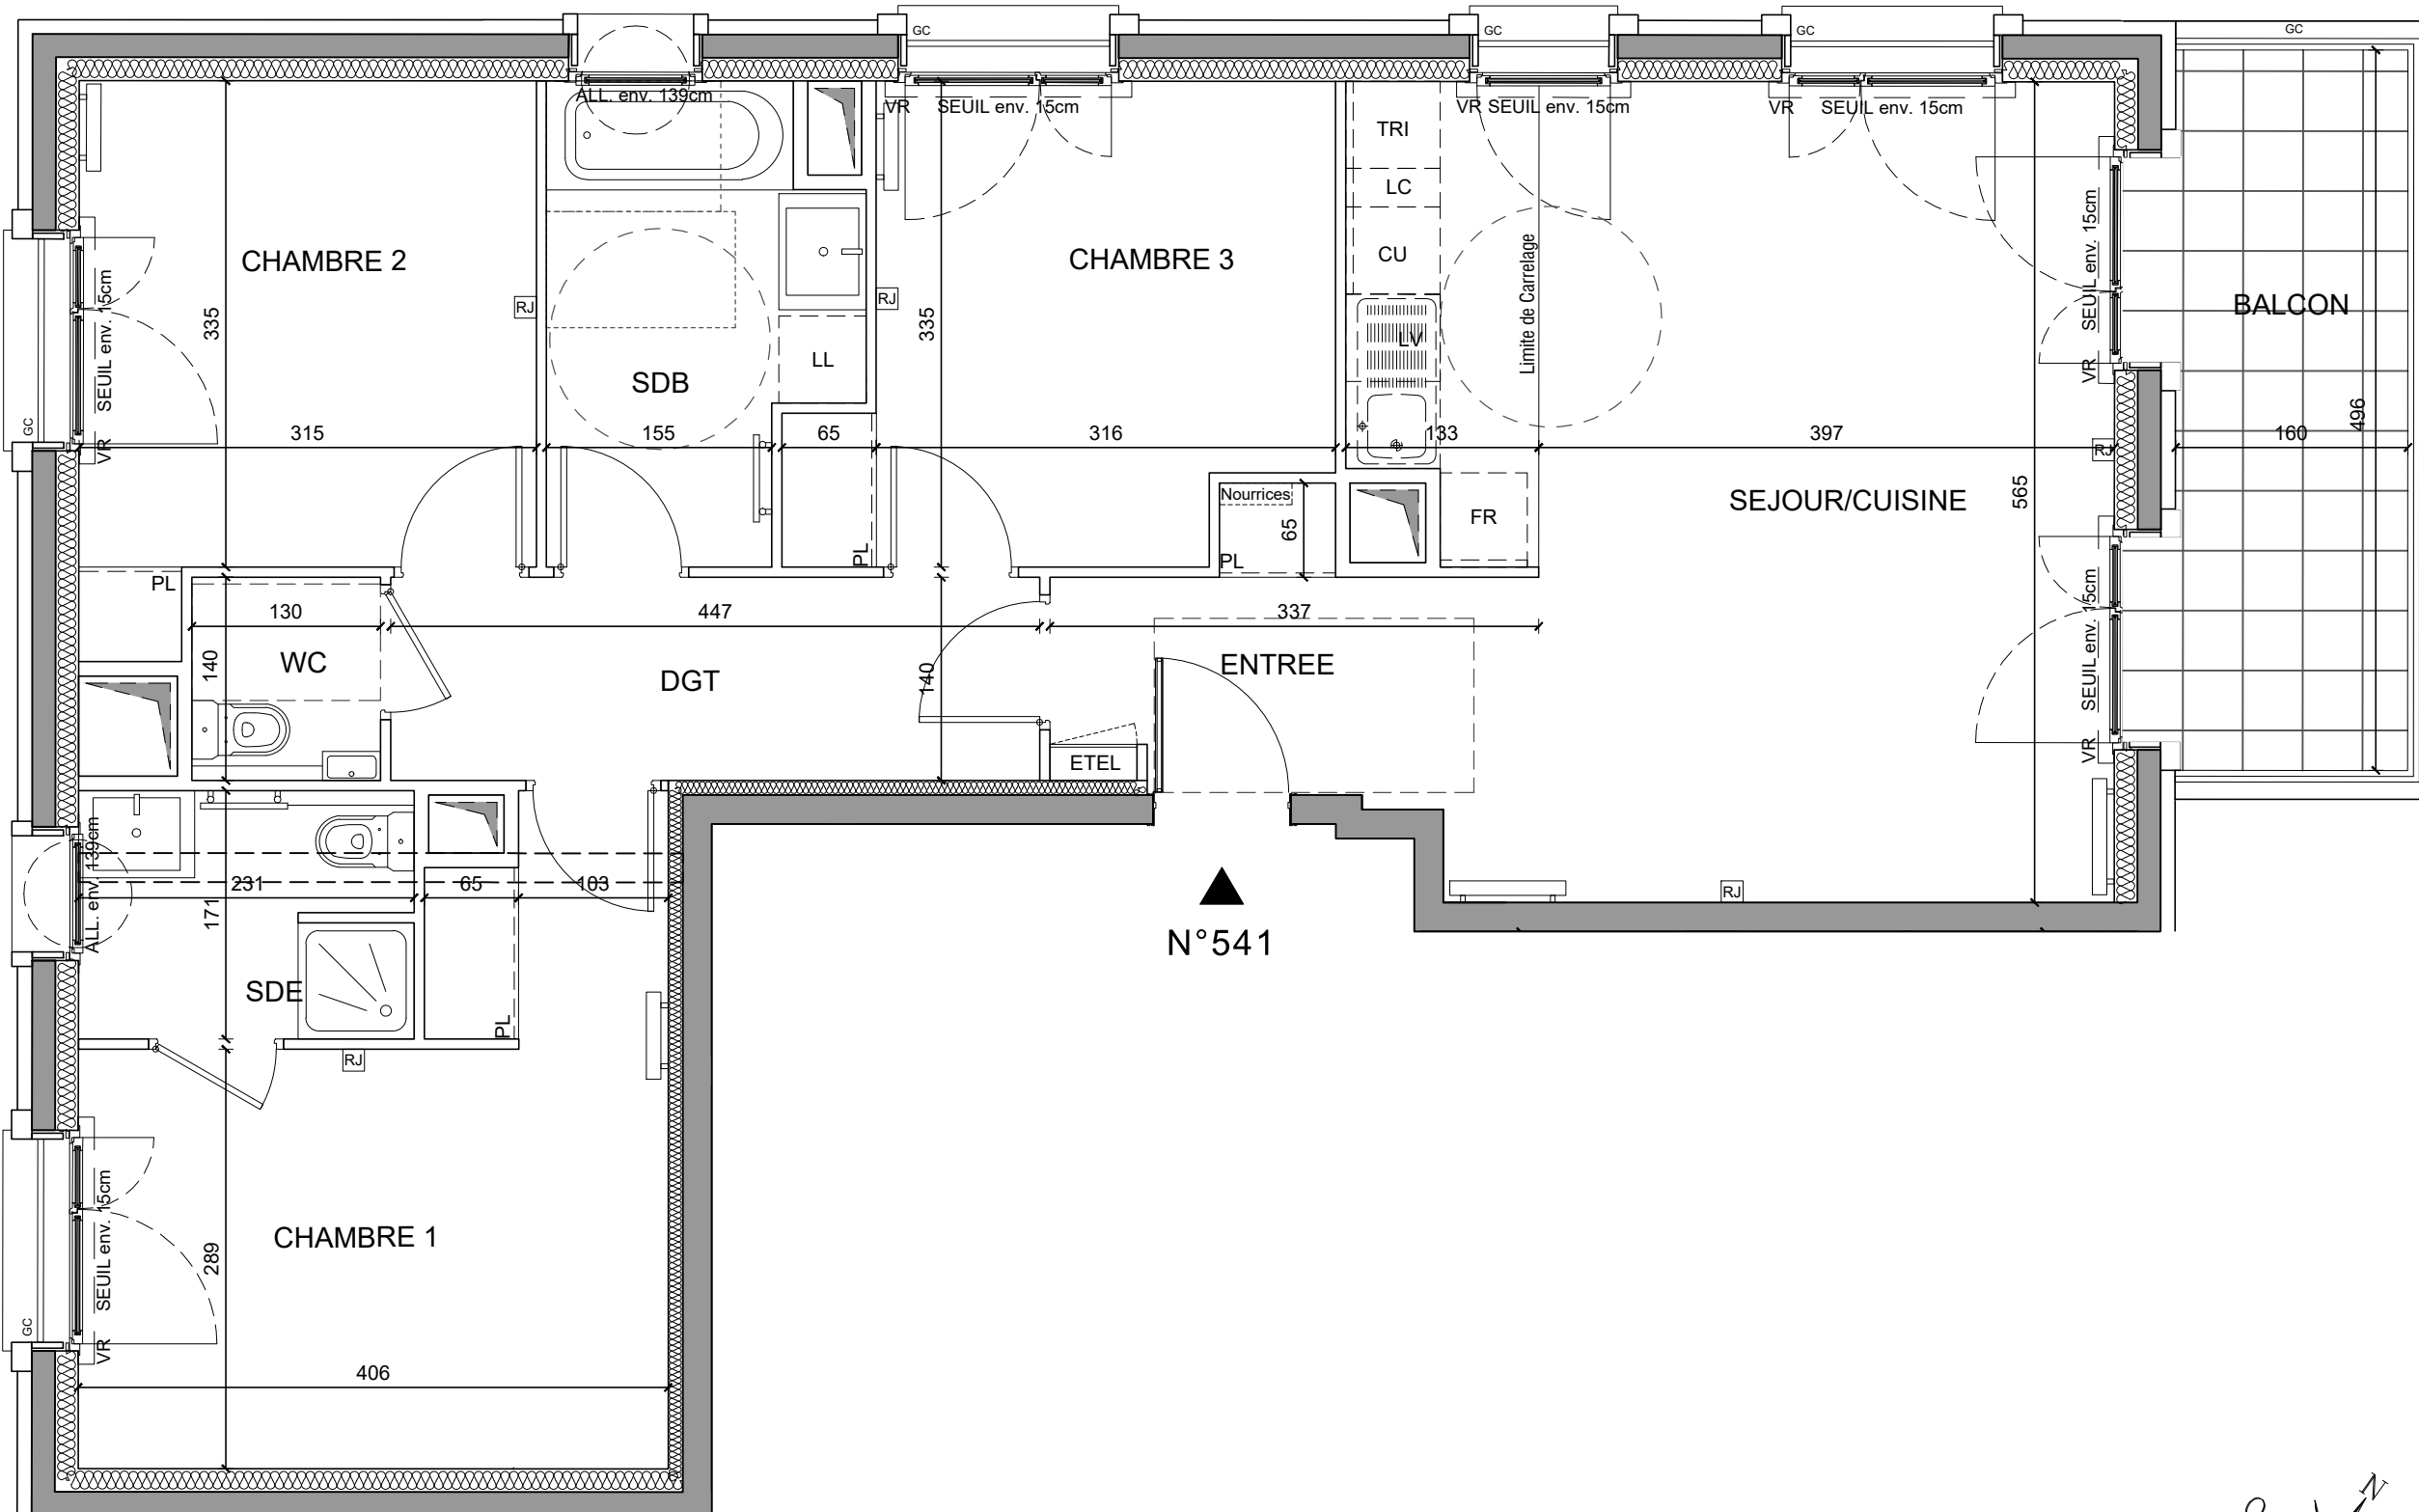 GC
GC
GC
GC
ALL. env. 139cm
VR SEUIL env. 15cm
VR SEUIL env. 15cm
VR SEUIL env. 15cm
TRI
LC
CU
LV
CHAMBRE 2
CHAMBRE 3
SEUIL env. 15cm
VR
GC
335
RJ
RJ
SDB
LL
335
Limite de Carrelage
SEUIL env. 15cm
VR
BALCON
496
315
155
65
316
133
397
160
RJ
SEJOUR/CUISINE
565
Nourrices
65
FR
PL
PL
PL
130
447
337
140
WC
DGT
140
ENTREE
SEUIL env. 15cm
VR
ETEL
ALL. env. 139cm
231
65
103
171
RJ
N°541
SDE
PL
RJ
SEUIL env. 15cm
VR
GC
CHAMBRE 1
289
406
N